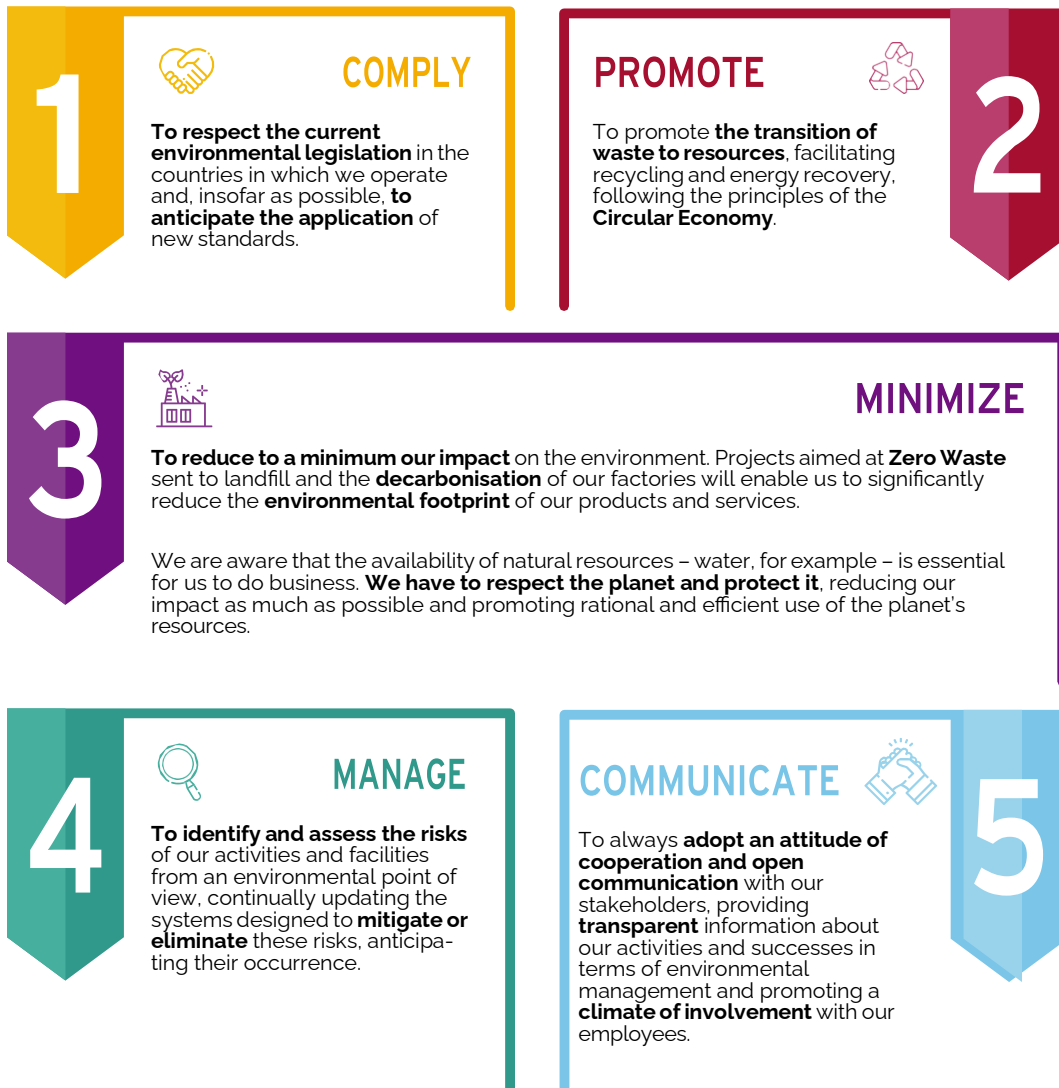 1
COMPLY
To respect the current
environmental legislation in the
countries in which we operate
and, insofar as possible, to
anticipate the application of
new standards.
PROMOTE
2
To promote the transition of
waste to resources, facilitating
recycling and energy recovery,
following the principles of the
Circular Economy.
3
MINIMIZE
To reduce to a minimum our impact on the environment. Projects aimed at Zero Waste
sent to landfill and the decarbonisation of our factories will enable us to significantly
reduce the environmental footprint of our products and services.
We are aware that the availability of natural resources – water, for example – is essential
for us to do business. We have to respect the planet and protect it, reducing our
impact as much as possible and promoting rational and efficient use of the planet's
resources.
4
MANAGE
To identify and assess the risks
of our activities and facilities
from an environmental point of
view, continually updating the
systems designed to mitigate or
eliminate these risks, anticipa-
ting their occurrence.
COMMUNICATE
5
To always adopt an attitude of
cooperation and open
communication with our
stakeholders, providing
transparent information about
our activities and successes in
terms of environmental
management and promoting a
climate of involvement with our
employees.